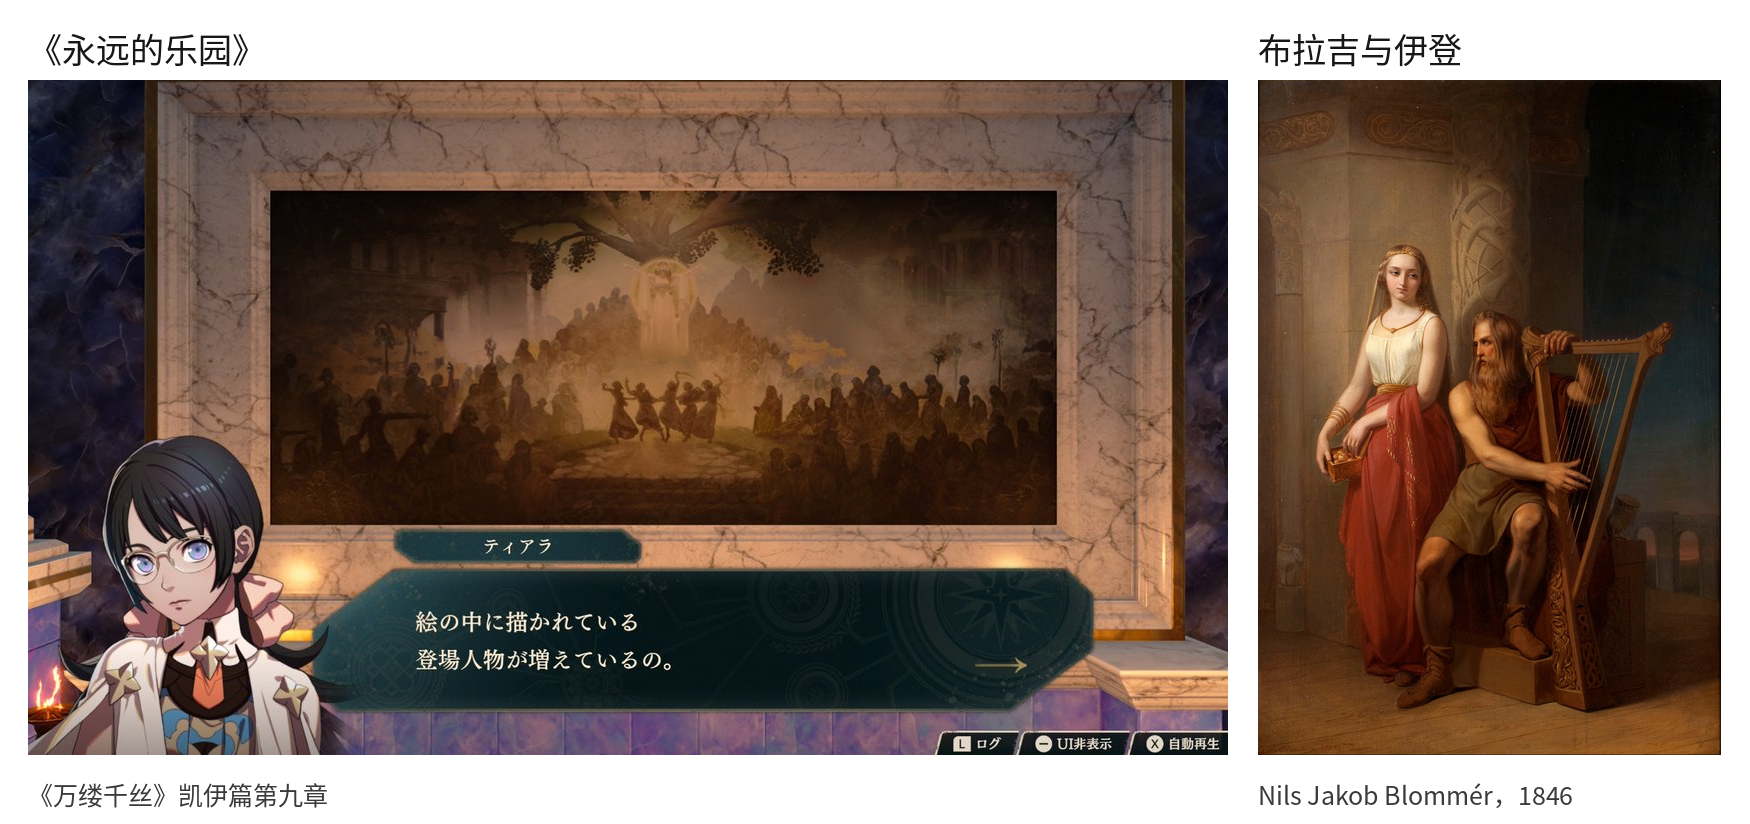 《永远的乐园》
布拉吉与伊登
ティアラ
絵の中に描かれている
登場人物が増えているの。
L ログ
UI非表示
X 自動再生
《万缕千丝》凯伊篇第九章
Nils Jakob Blommér，1846